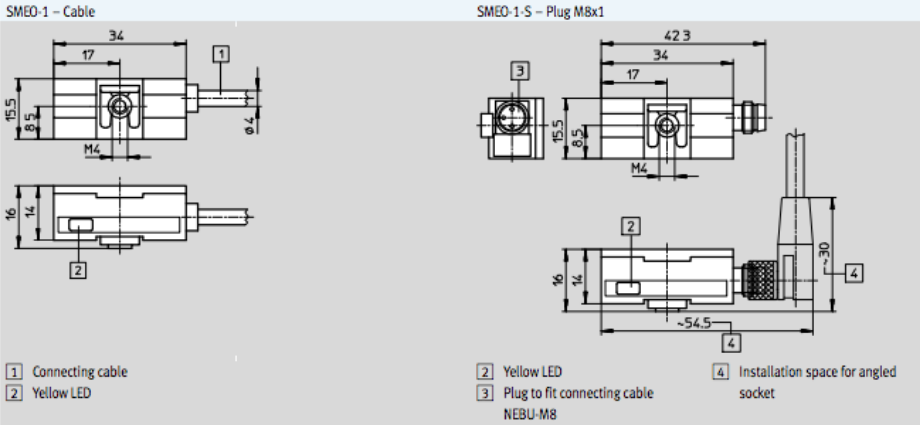 SMEO-1 – Cable
34
17
1
15.5
8.5
ø4
M4
16
14
2
1 Connecting cable
2 Yellow LED
SMEO-1-S – Plug M8x1
42 3
34
17
3
15.5
8.5
M4
2
16
14
~30
4
~54.5
4
2 Yellow LED
3 Plug to fit connecting cable
NEBU-M8
4 Installation space for angled
socket